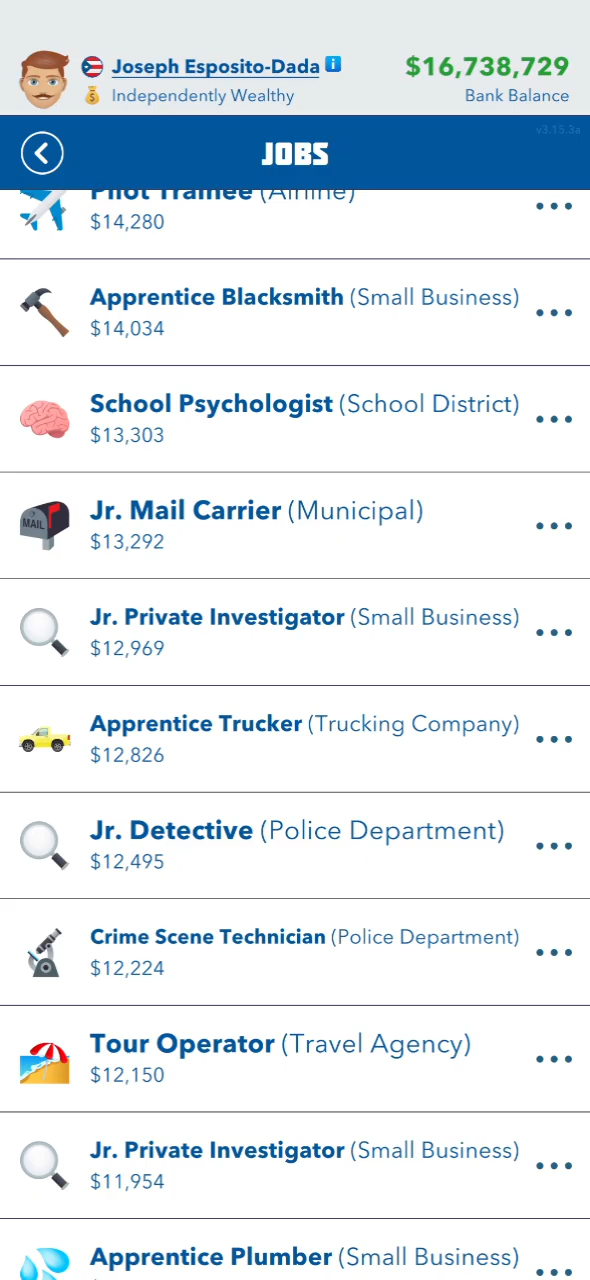 Joseph Esposito-Dada
$16,738,729
Independently Wealthy
Bank Balance
v3.15.3a
JOBS
Pilot Trainee (Airline)
$14,280
Apprentice Blacksmith (Small Business)
$14,034
School Psychologist (School District)
$13,303
MAIL
Jr. Mail Carrier (Municipal)
$13,292
Jr. Private Investigator (Small Business)
$12,969
Apprentice Trucker (Trucking Company)
$12,826
Jr. Detective (Police Department)
$12,495
Crime Scene Technician (Police Department)
$12,224
Tour Operator (Travel Agency)
$12,150
Jr. Private Investigator (Small Business)
$11,954
Apprentice Plumber (Small Business)